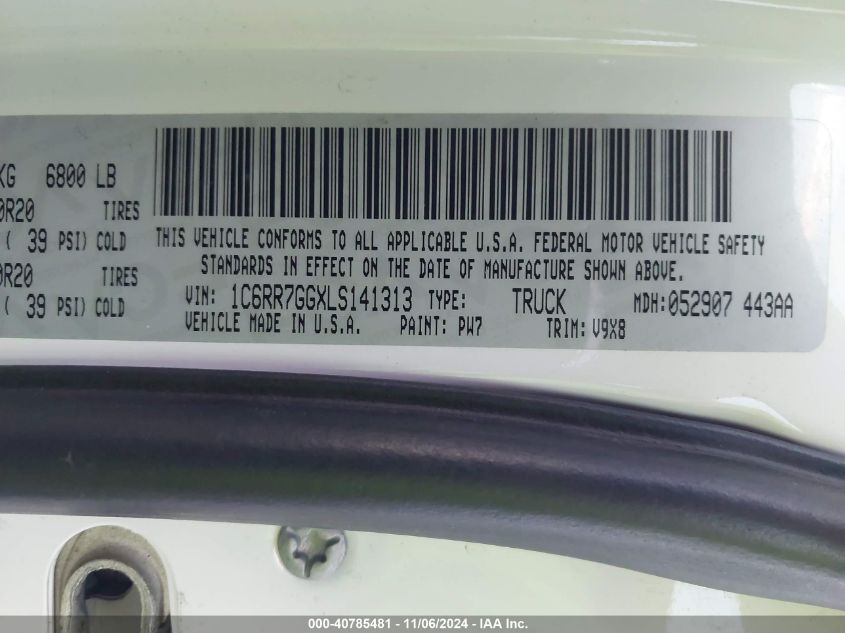 KG 6800 LB
0R20 TIRES
( 39 PSI) COLD
0R20 TIRES
( 39 PSI) COLD
THIS VEHICLE CONFORMS TO ALL APPLICABLE U.S.A. FEDERAL MOTOR VEHICLE SAFETY
STANDARDS IN EFFECT ON THE DATE OF MANUFACTURE SHOWN ABOVE.
VIN: 1C6RR7GGXLS141313 TYPE: TRUCK MDH:052907 443AA
VEHICLE MADE IN U.S.A. PAINT: PW7 TRIM: V9X8
000-40785481 - 11/06/2024 - IAA Inc.